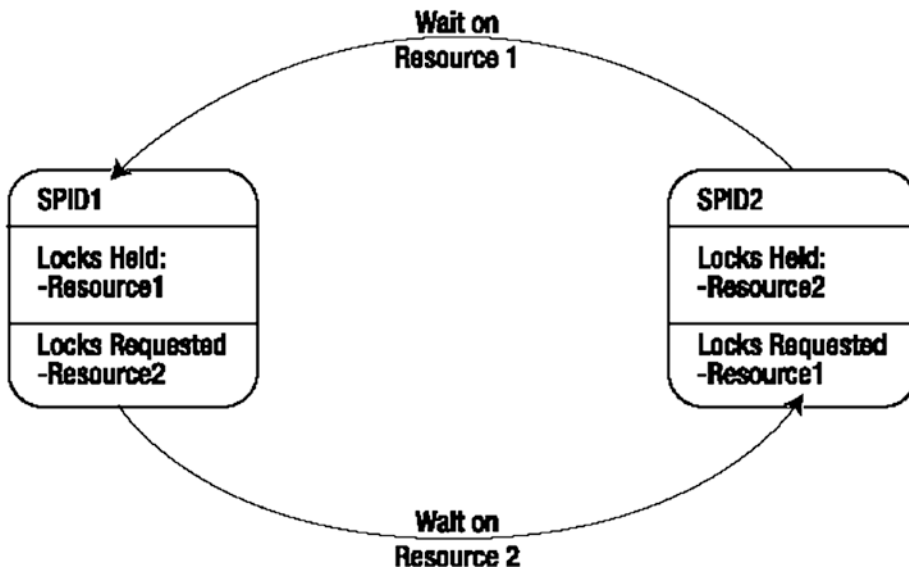 Wait on
Resource 1
SPID1
Locks Held:
-Resource1
Locks Requested
-Resource2
SPID2
Locks Held:
-Resource2
Locks Requested
-Resource1
Wait on
Resource 2